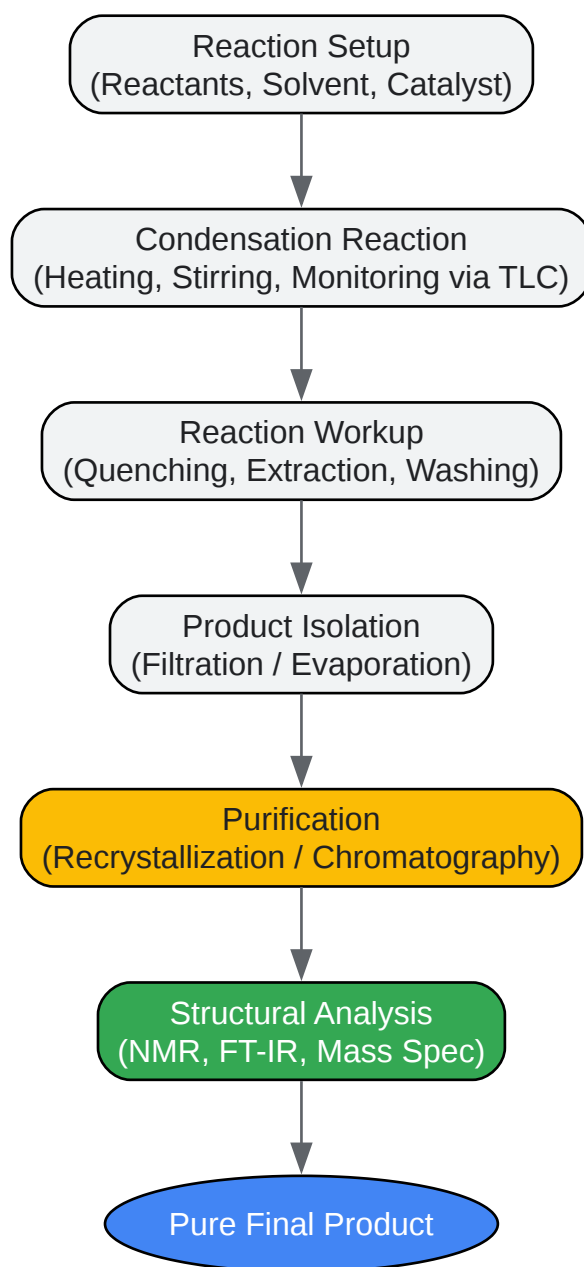 Reaction Setup
(Reactants, Solvent, Catalyst)
Condensation Reaction
(Heating, Stirring, Monitoring via TLC)
Reaction Workup
(Quenching, Extraction, Washing)
Product Isolation
(Filtration / Evaporation)
Purification
(Recrystallization / Chromatography)
Structural Analysis
(NMR, FT-IR, Mass Spec)
Pure Final Product